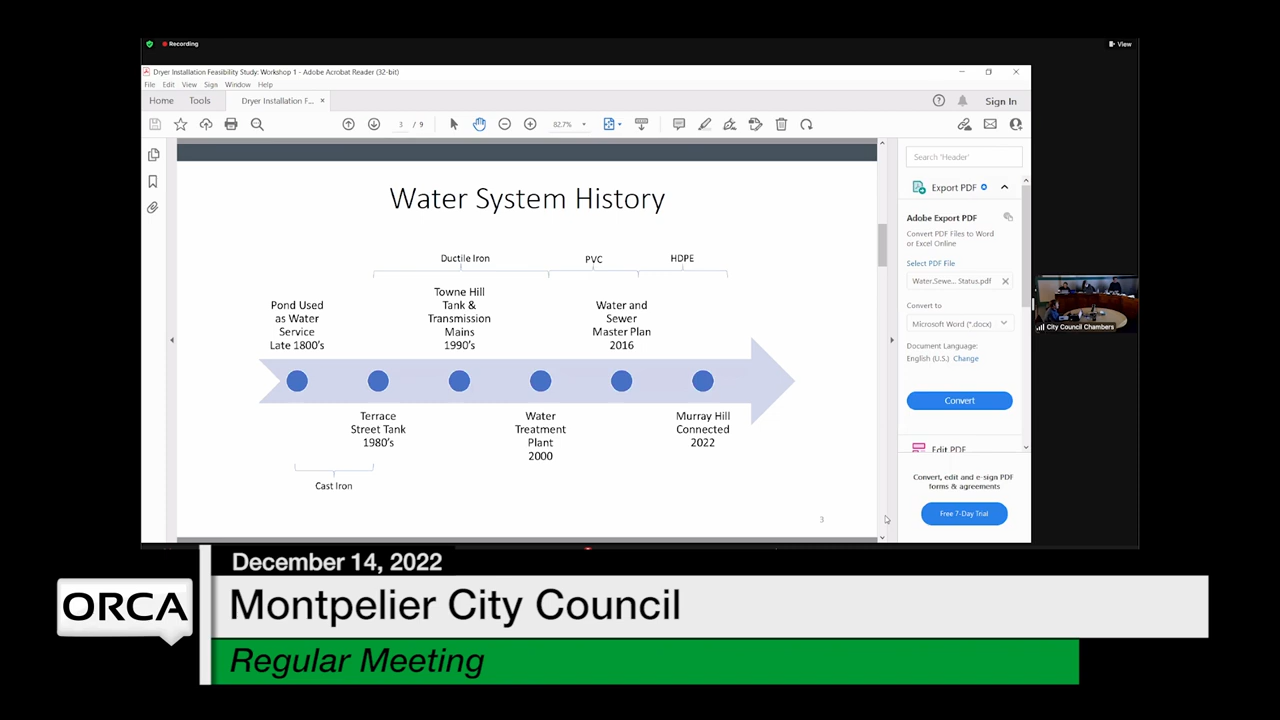 Recording
View
Dryer Installation Feasibility Study: Workshop 1 - Adobe Acrobat Reader (32-bit)
File Edit View Sign Window Help
Home Tools Dryer Installation F... × Sign In
3 / 9 82.7%
Search 'Header'
Export PDF
Adobe Export PDF
Convert PDF Files to Word
or Excel Online
Select PDF File
Water.Sewe... Status.pdf
Convert to
Microsoft Word (*.docx)
Document Language:
English (U.S.) Change
Convert
Edit PDF
Convert, edit and e-sign PDF
forms & agreements
Free 7-Day Trial
Water System History
Ductile Iron PVC HDPE
Pond Used
as Water
Service
Late 1800's
Towne Hill
Tank &
Transmission
Mains
1990's
Water and
Sewer
Master Plan
2016
Terrace
Street Tank
1980's
Water
Treatment
Plant
2000
Murray Hill
Connected
2022
Cast Iron
3
City Council Chambers
December 14, 2022
ORCA
Montpelier City Council
Regular Meeting